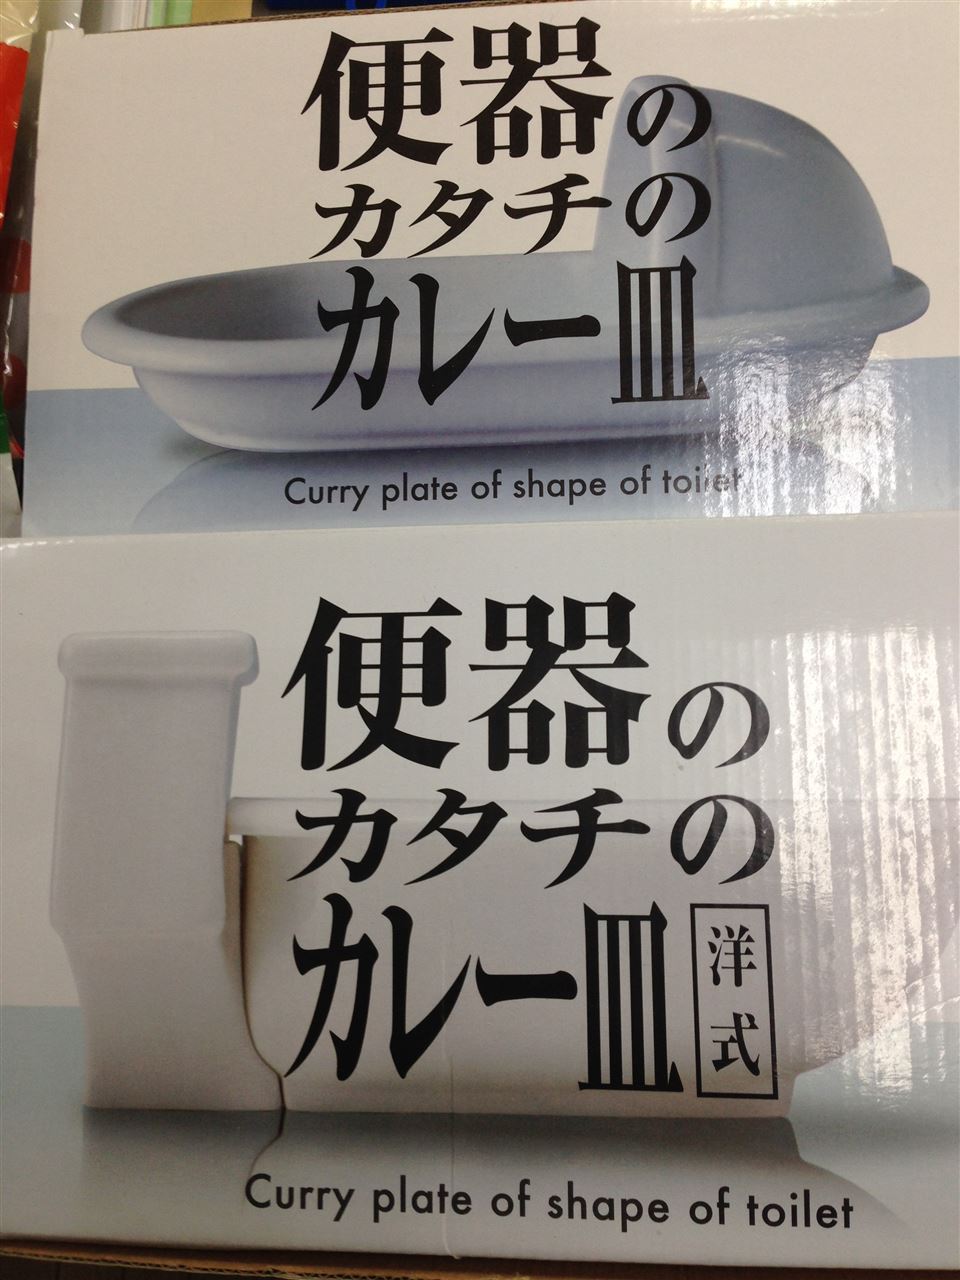 便器の
カタチの
カレー皿
Curry plate of shape of toilet
便器の
カタチの
カレー皿
洋式
Curry plate of shape of toilet